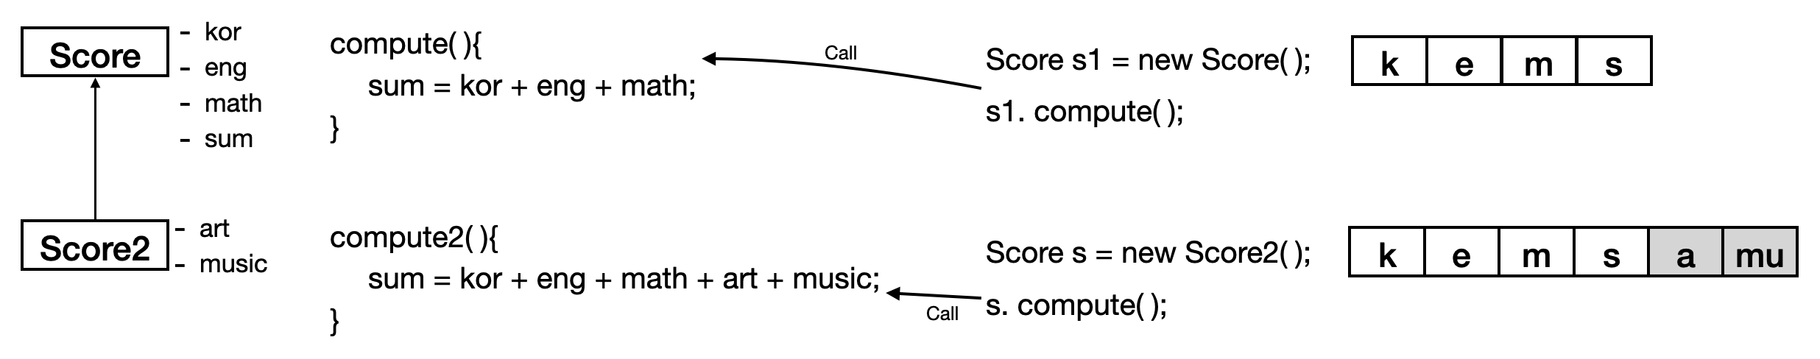 Score
- kor
- eng
- math
- sum
compute( ){
sum = kor + eng + math;
}
Call
Score s1 = new Score( );
s1. compute( );
k e m s
Score2
- art
- music
compute2( ){
sum = kor + eng + math + art + music;
}
Call
Score s = new Score2( );
s. compute( );
k e m s a mu